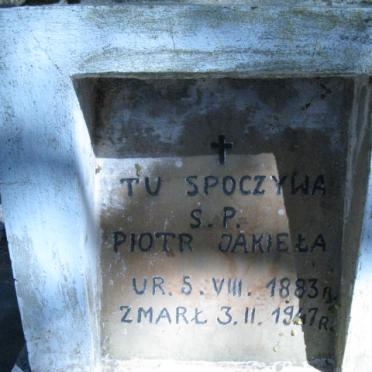 TU SPOCZYWA
S.P.
PIOTR JAKIEŁA
UR. 5. VIII. 1883 R.
ZMARŁ 3. II. 1947 R.